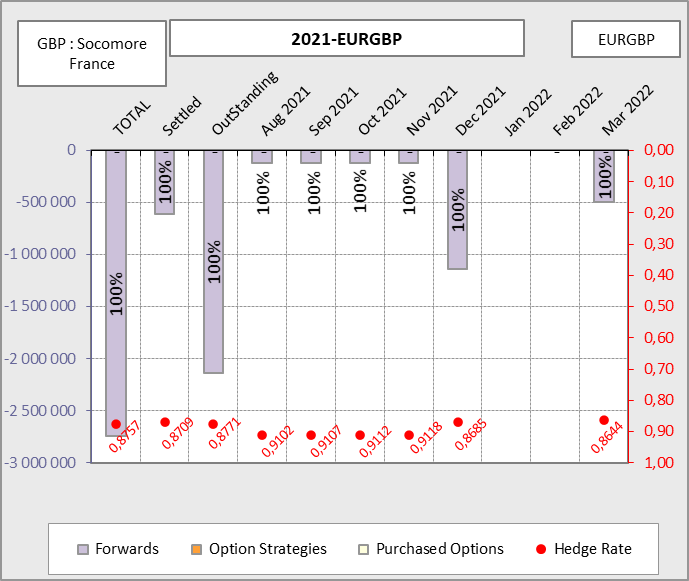 GBP : Socomore
France
2021-EURGBP
EURGBP
TOTAL
Settled
OutStanding
Aug 2021
Sep 2021
Oct 2021
Nov 2021
Dec 2021
Jan 2022
Feb 2022
Mar 2022
0
-500 000
-1 000 000
-1 500 000
-2 000 000
-2 500 000
-3 000 000
100%
100%
100%
100%
100%
100%
100%
100%
100%
0,8757
0,8709
0,8771
0,9102
0,9107
0,9112
0,9118
0,8685
0,8644
0,00
0,10
0,20
0,30
0,40
0,50
0,60
0,70
0,80
0,90
1,00
Forwards
Option Strategies
Purchased Options
Hedge Rate